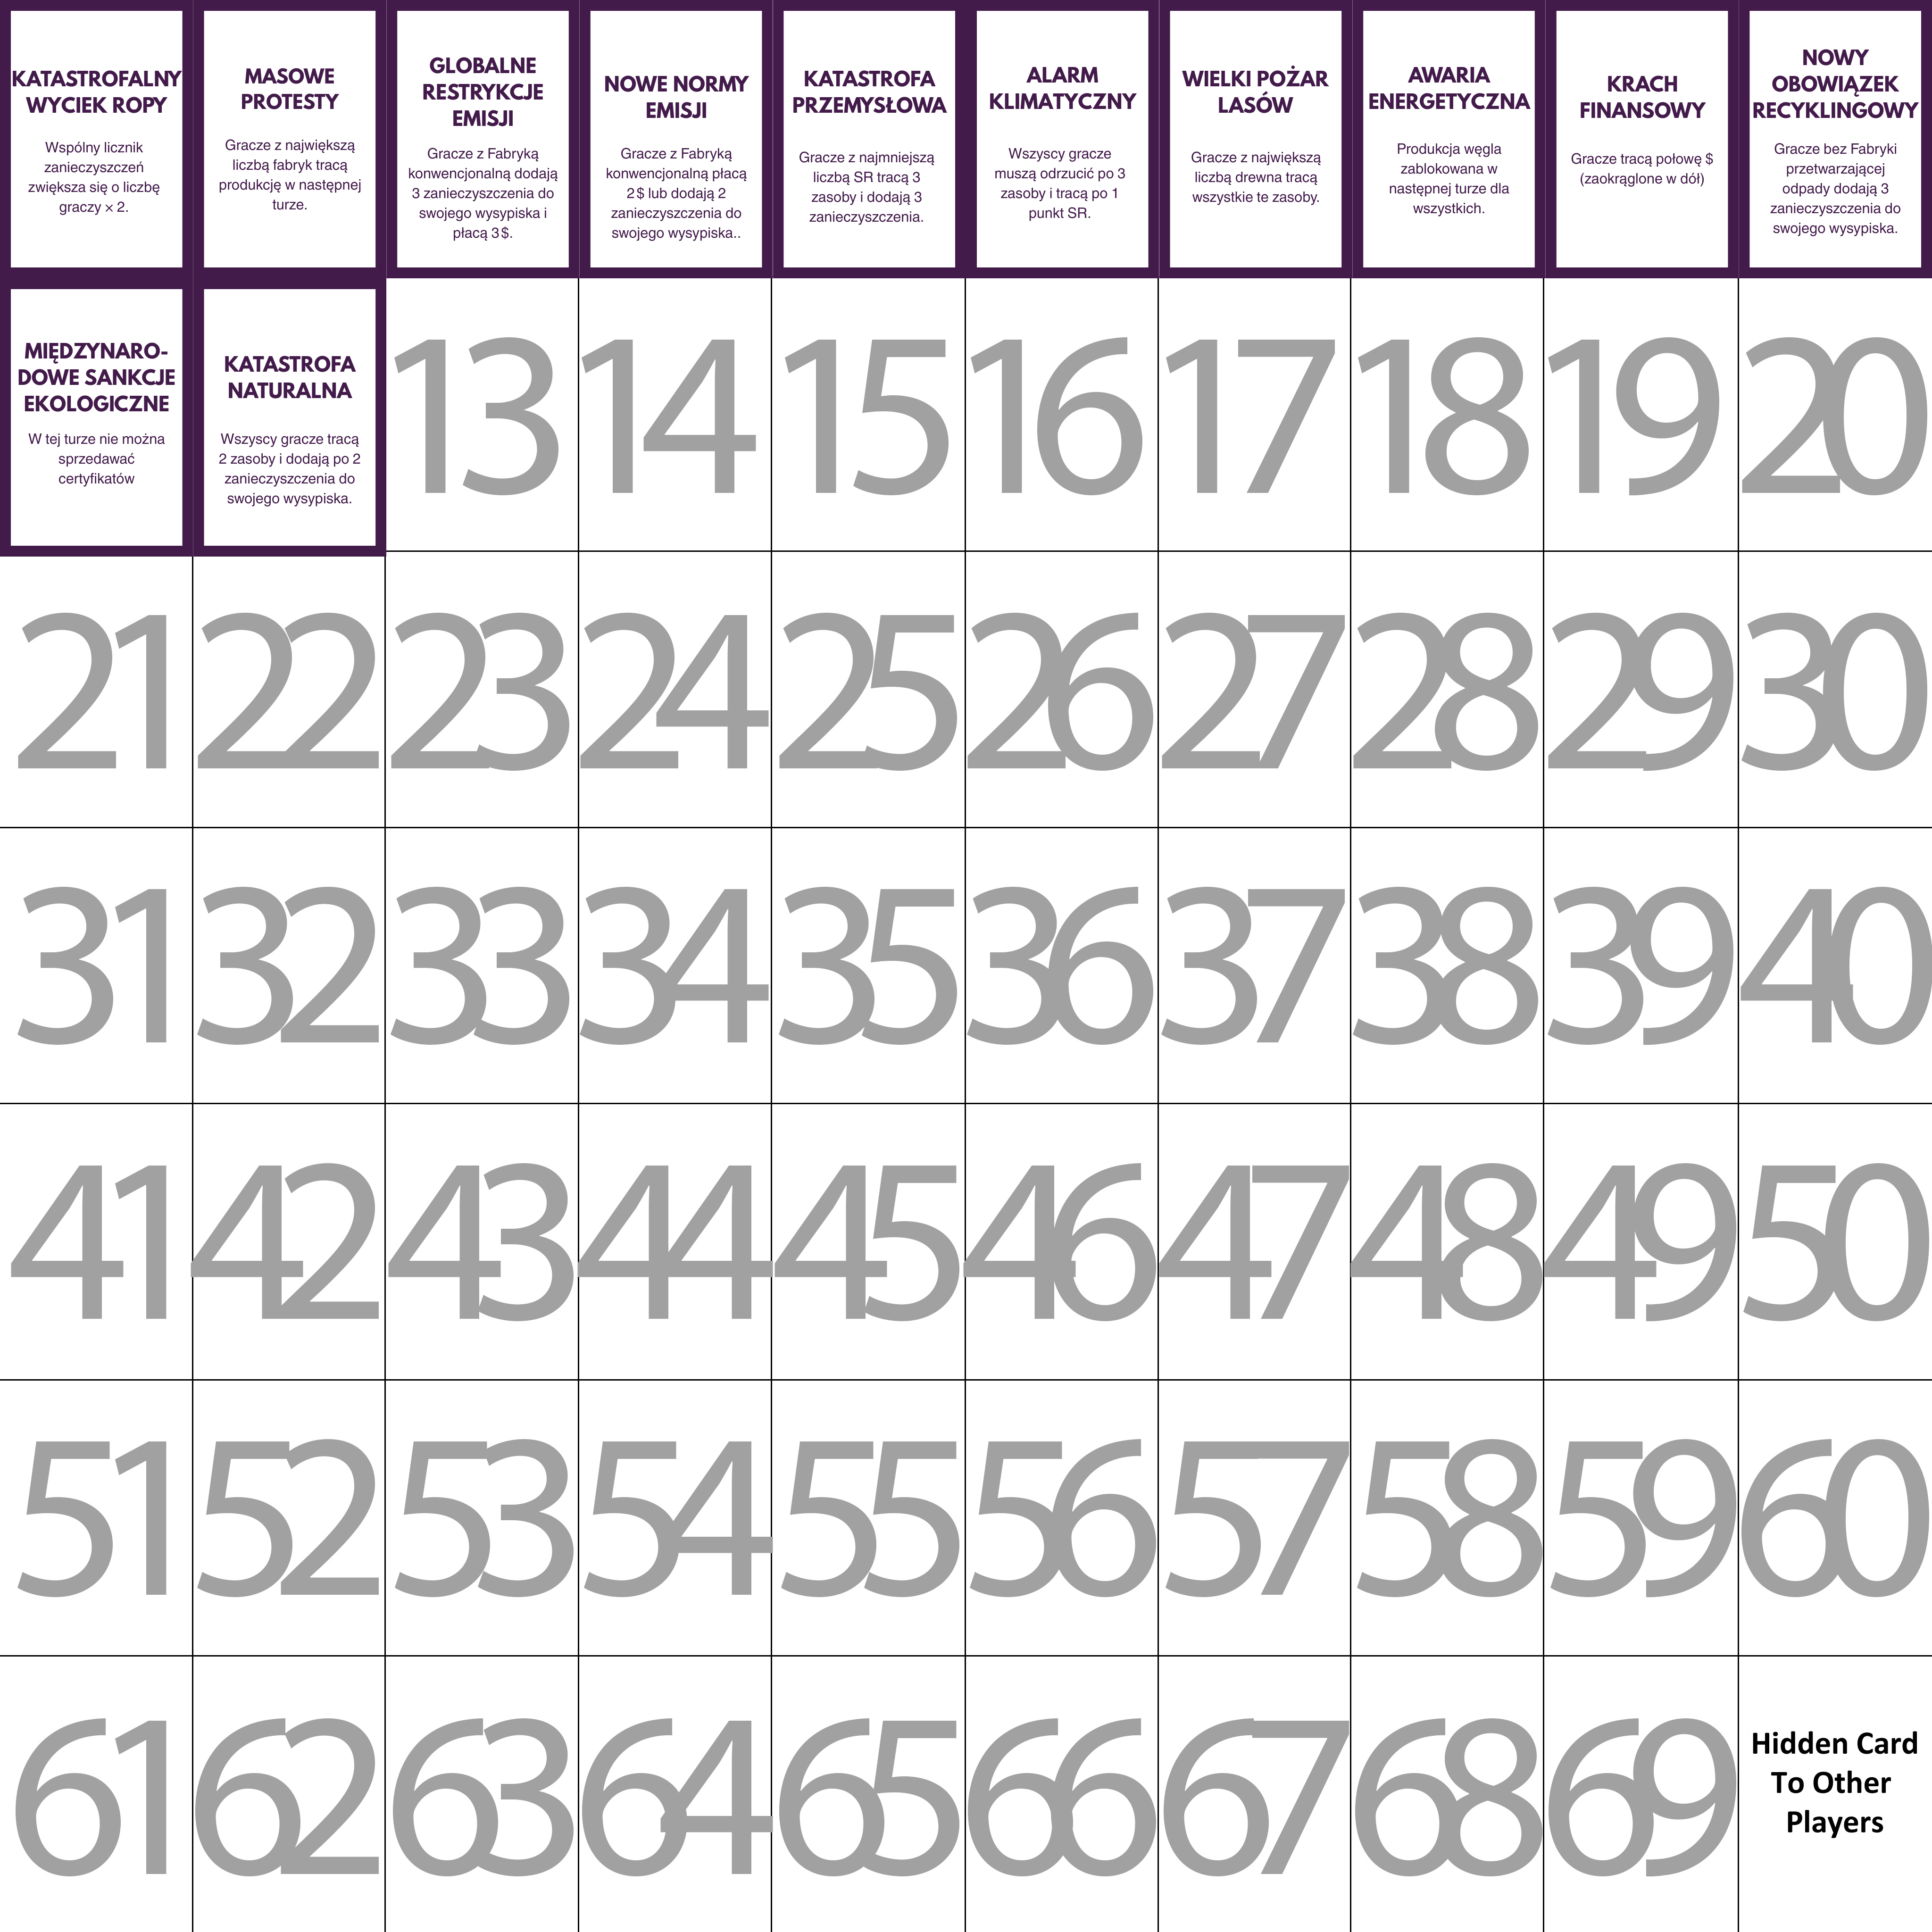 KATASTROFALNY
WYCIEK ROPY
Wspólny licznik
zanieczyszczeń
zwiększa się o liczbę
graczy × 2.
MASOWE
PROTESTY
Gracze z największą
liczbą fabryk tracą
produkcję w następnej
turze.
GLOBALNE
RESTRYKCJE
EMISJI
Gracze z Fabryką
konwencjonalną dodają
3 zanieczyszczenia do
swojego wysypiska i
płacą 3$.
NOWE NORMY
EMISJI
Gracze z Fabryką
konwencjonalną płacą
2$ lub dodają 2
zanieczyszczenia do
swojego wysypiska..
KATASTROFA
PRZEMYSŁOWA
Gracze z najmniejszą
liczbą SR tracą 3
zasoby i dodają 3
zanieczyszczenia.
ALARM
KLIMATYCZNY
Wszyscy gracze
muszą odrzucić po 3
zasoby i tracą po 1
punkt SR.
WIELKI POŻAR
LASÓW
Gracze z największą
liczbą drewna tracą
wszystkie te zasoby.
AWARIA
ENERGETYCZNA
Produkcja węgla
zablokowana w
następnej turze dla
wszystkich.
KRACH
FINANSOWY
Gracze tracą połowę $
(zaokrąglone w dół)
NOWY
OBOWIĄZEK
RECYKLINGOWY
Gracze bez Fabryki
przetwarzającej
odpady dodają 3
zanieczyszczenia do
swojego wysypiska.
MIĘDZYNARO-
DOWE SANKCJE
EKOLOGICZNE
W tej turze nie można
sprzedawać
certyfikatów
KATASTROFA
NATURALNA
Wszyscy gracze tracą
2 zasoby i dodają po 2
zanieczyszczenia do
swojego wysypiska.
13
14
15
16
17
18
19
20
21
22
23
24
25
26
27
28
29
30
31
32
33
34
35
36
37
38
39
40
41
42
43
44
45
46
47
48
49
50
51
52
53
54
55
56
57
58
59
60
61
62
63
64
65
66
67
68
69
Hidden Card
To Other
Players